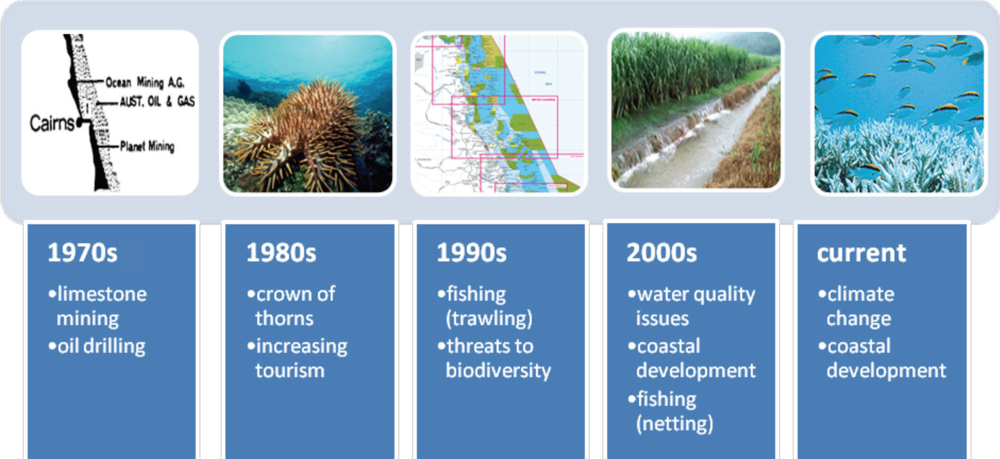 Ocean Mining A.G.
AUST, OIL & GAS
Cairns
Planet Mining
CORAL
SEA
1970s
•limestone
mining
•oil drilling
1980s
•crown of
thorns
•increasing
tourism
1990s
•fishing
(trawling)
•threats to
biodiversity
2000s
•water quality
issues
•coastal
development
•fishing
(netting)
current
•climate
change
•coastal
development